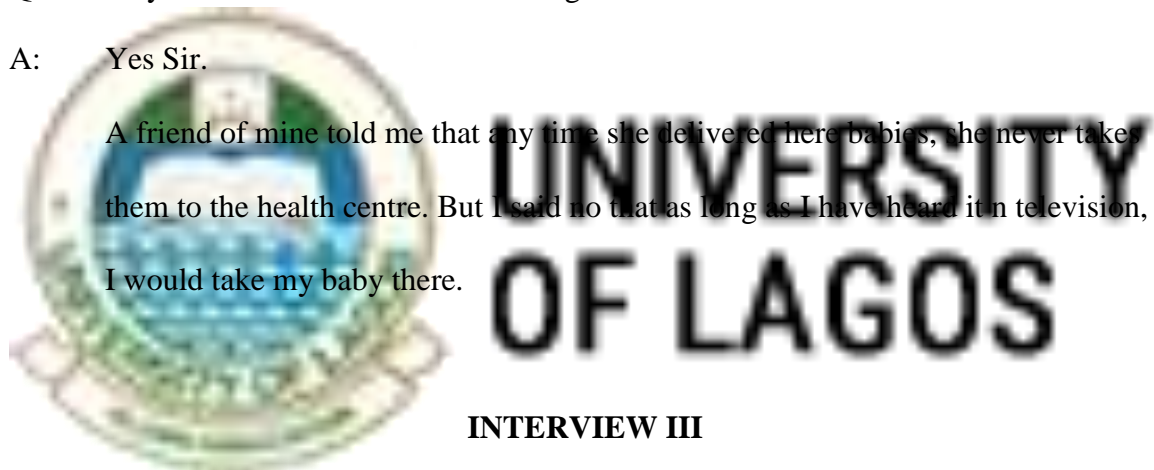 A: Yes Sir.
A friend of mine told me that any time she delivered here babies, she never takes
them to the health centre. But I said no that as long as I have heard it n television,
I would take my baby there.
UNIVERSITY
OF LAGOS
INTERVIEW III